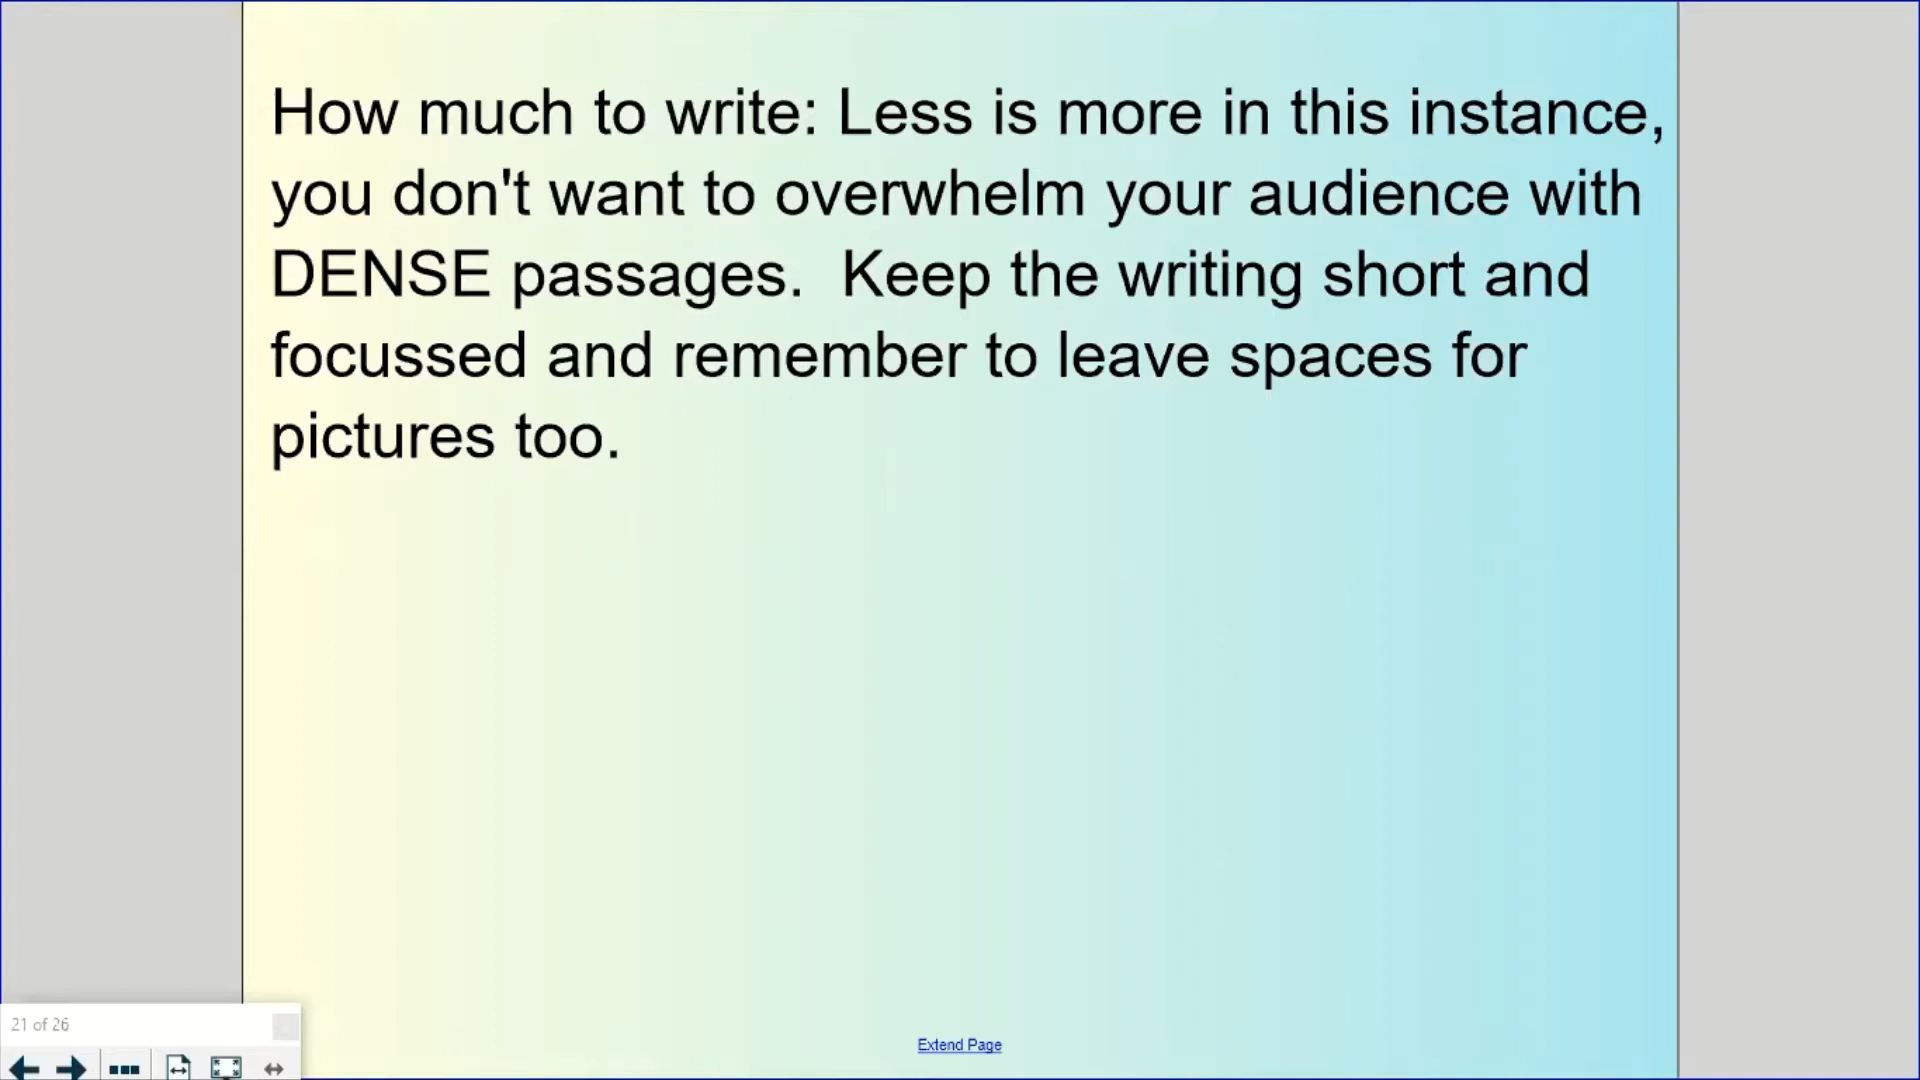 How much to write: Less is more in this instance,
you don't want to overwhelm your audience with
DENSE passages.  Keep the writing short and
focussed and remember to leave spaces for
pictures too.
21 of 26
Extend Page